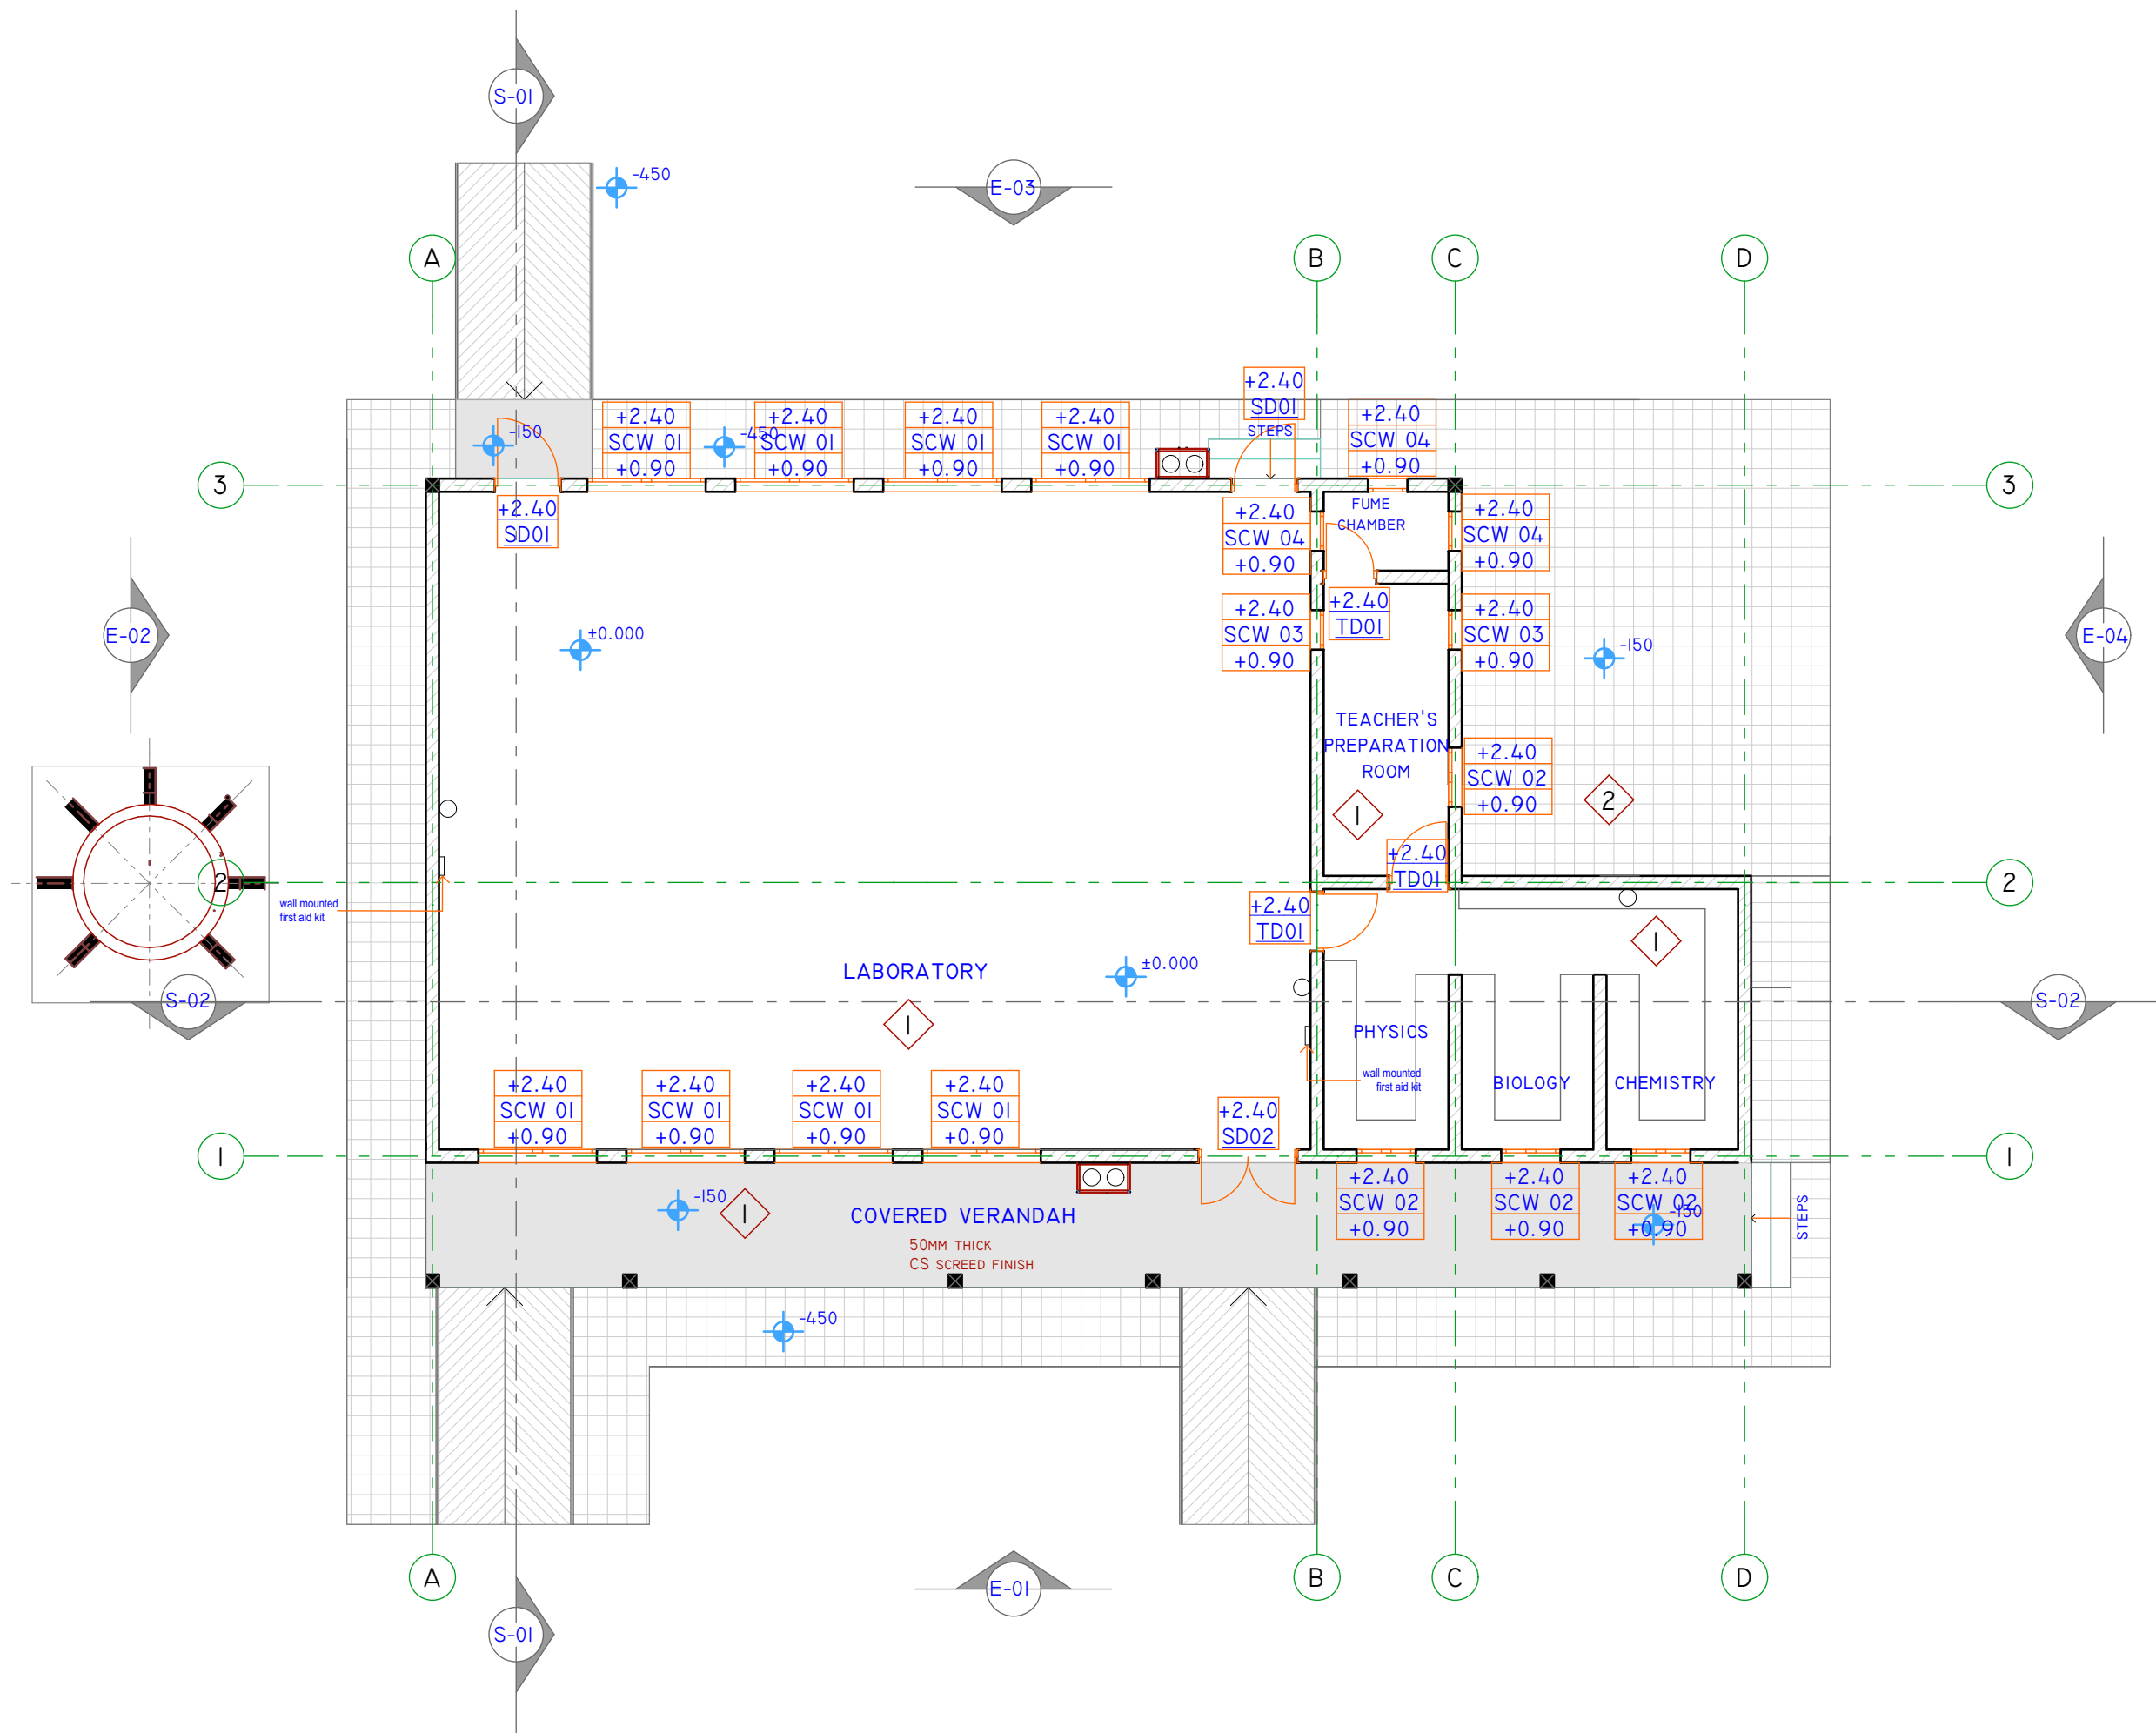 S-01
-450
E-03
A
B
C
D
+2.40
SD01
STEPS
+2.40
SCW 01
+0.90
+2.40
SCW 01
+0.90
+2.40
SCW 01
+0.90
+2.40
SCW 01
+0.90
+2.40
SCW 04
+0.90
-150
-450
3
3
+2.40
SD01
+2.40
SCW 04
+0.90
FUME
CHAMBER
+2.40
SCW 04
+0.90
+2.40
SCW 03
+0.90
+2.40
TD01
+2.40
SCW 03
+0.90
E-02
±0.000
-150
E-04
TEACHER'S
PREPARATION
ROOM
+2.40
SCW 02
+0.90
1
2
+2.40
TD01
2
2
wall mounted
first aid kit
+2.40
TD01
1
LABORATORY
±0.000
S-02
S-02
1
PHYSICS
wall mounted
first aid kit
BIOLOGY
CHEMISTRY
+2.40
SCW 01
+0.90
+2.40
SCW 01
+0.90
+2.40
SCW 01
+0.90
+2.40
SCW 01
+0.90
+2.40
SD02
1
1
+2.40
SCW 02
+0.90
+2.40
SCW 02
+0.90
+2.40
SCW 02
+0.90
-150
-150
1
COVERED VERANDAH
50MM THICK
CS SCREED FINISH
STEPS
-450
A
B
C
D
E-01
S-01